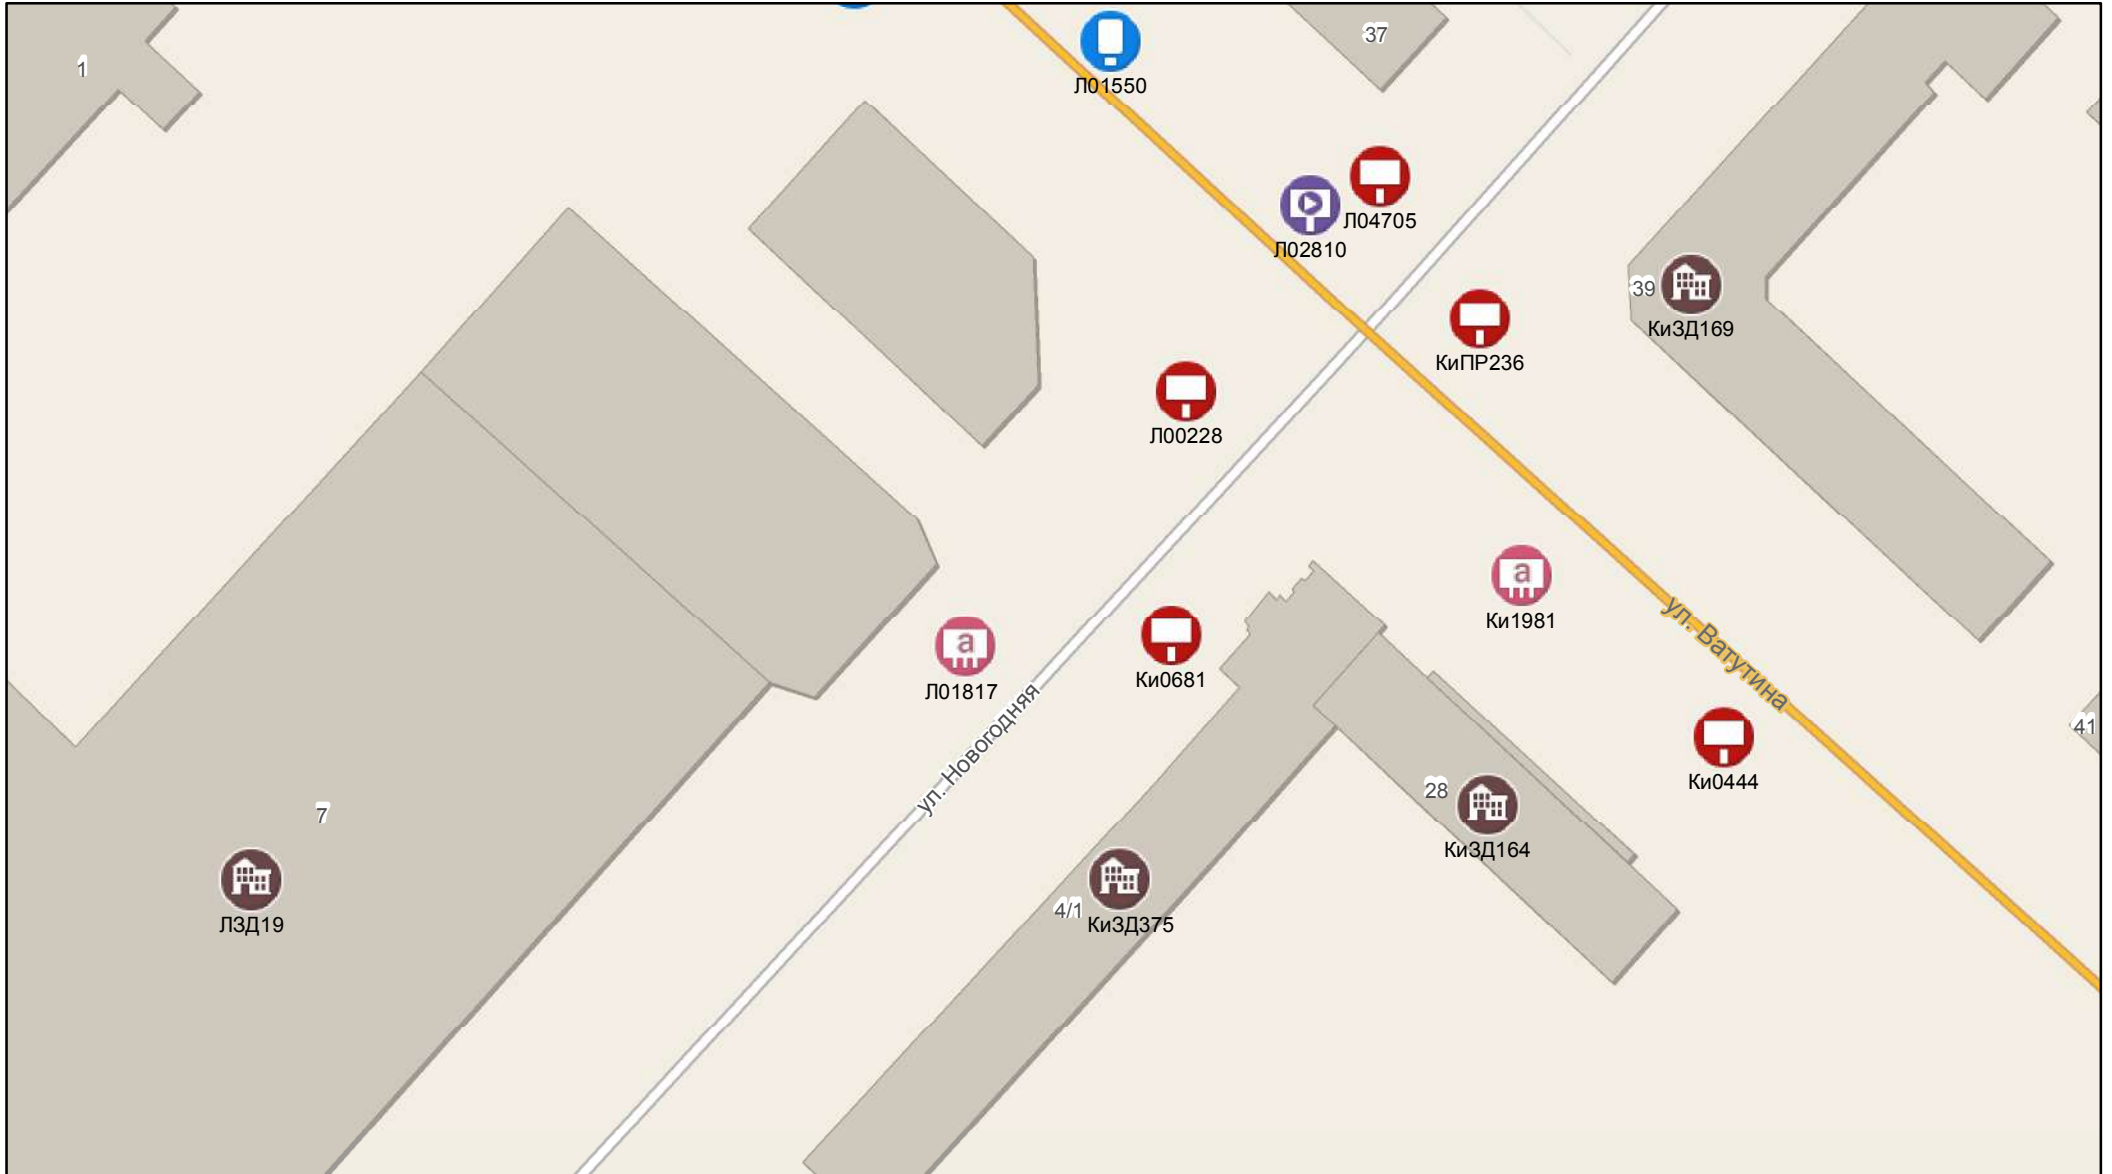 37
1
Л01550
Л04705
Л02810
39
КиЗД169
КиПР236
Л00228
a
Ки1981
ул. Ватутина
a
Л01817
Ки0681
ул. Новогодняя
41
Ки0444
28
КиЗД164
7
ЛЗД19
4/1
КиЗД375